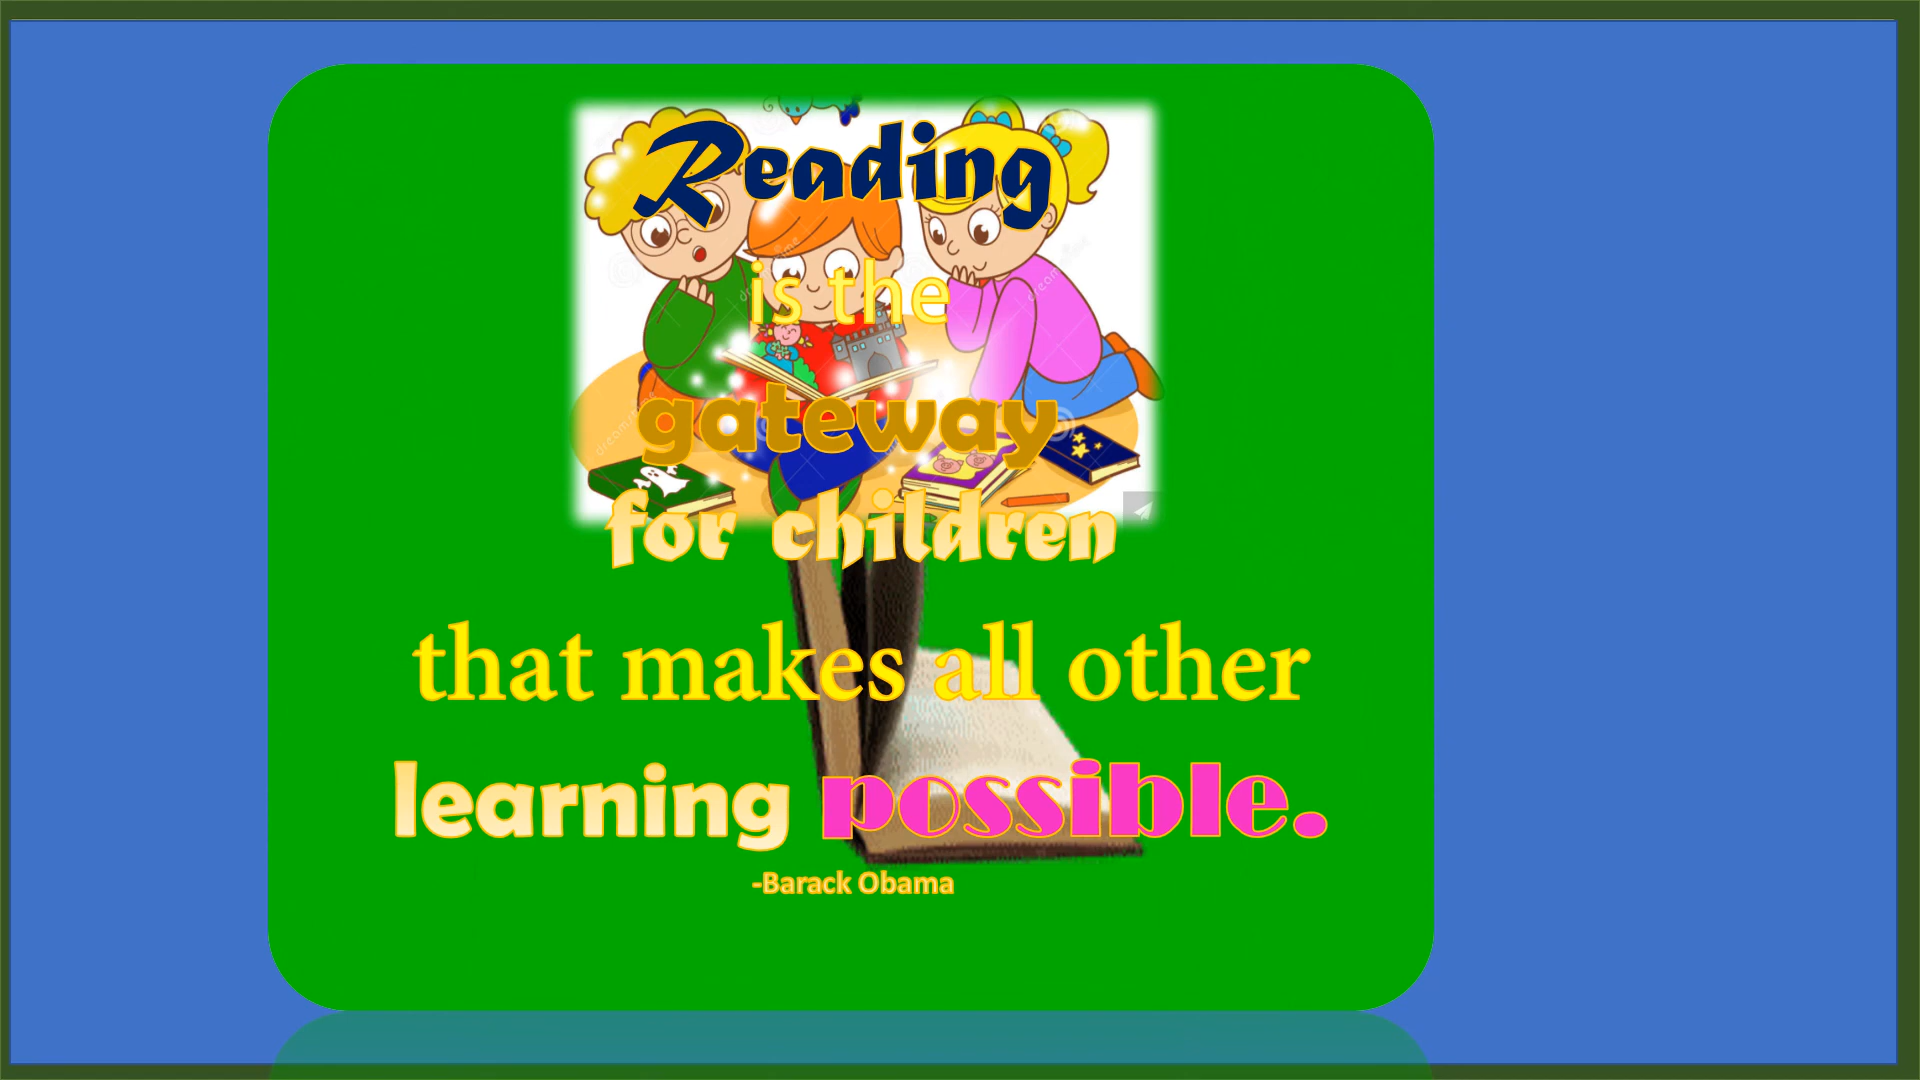 Reading
is the
gateway
for children
that makes all other
learning possible.
-Barack Obama